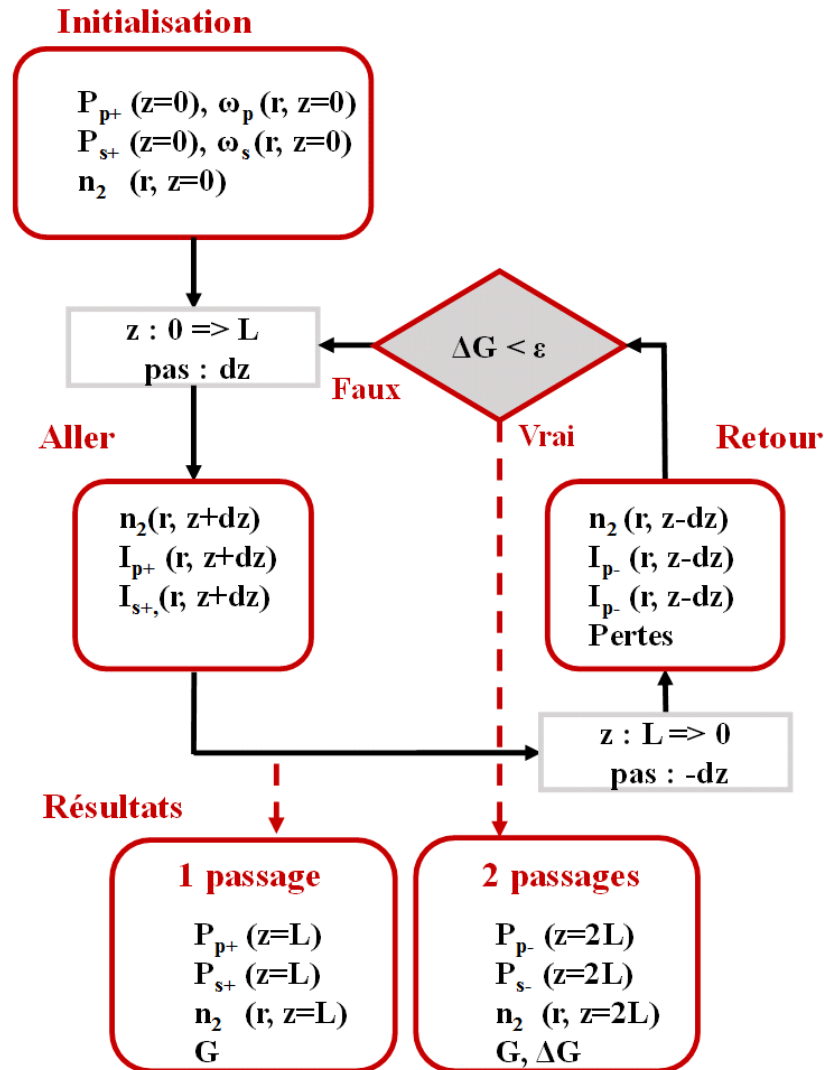 Initialisation
Pp+ (z=0), ωp (r, z=0)
Ps+ (z=0), ωs (r, z=0)
n2 (r, z=0)
z : 0 => L
pas : dz
ΔG < ε
Faux
Vrai
Aller
Retour
n2(r, z+dz)
Ip+ (r, z+dz)
Is+,(r, z+dz)
n2 (r, z-dz)
Ip- (r, z-dz)
Ip- (r, z-dz)
Pertes
z : L => 0
pas : -dz
Résultats
1 passage
Pp+ (z=L)
Ps+ (z=L)
n2 (r, z=L)
G
2 passages
Pp- (z=2L)
Ps- (z=2L)
n2 (r, z=2L)
G, ΔG